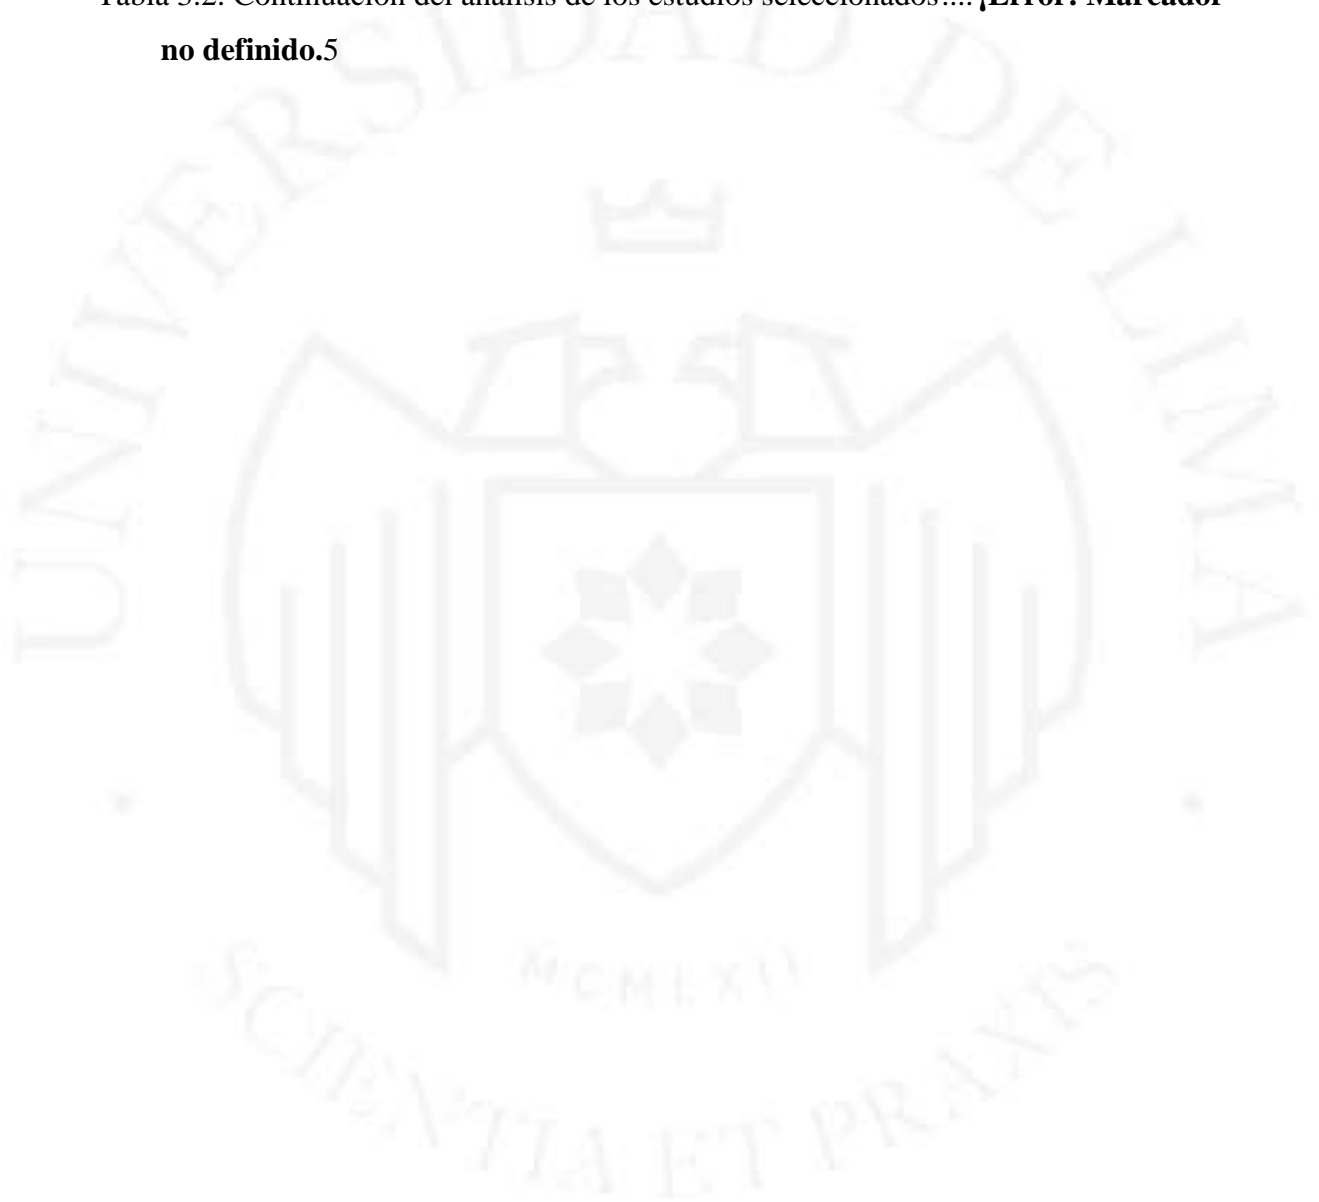 Tabla 3.2. Continuación del análisis de los estudios seleccionados....¡Error! Marcador
no definido.5
UNIVERSIDAD DE LIMA
MCMLXII
SCIENTIA ET PRAXIS